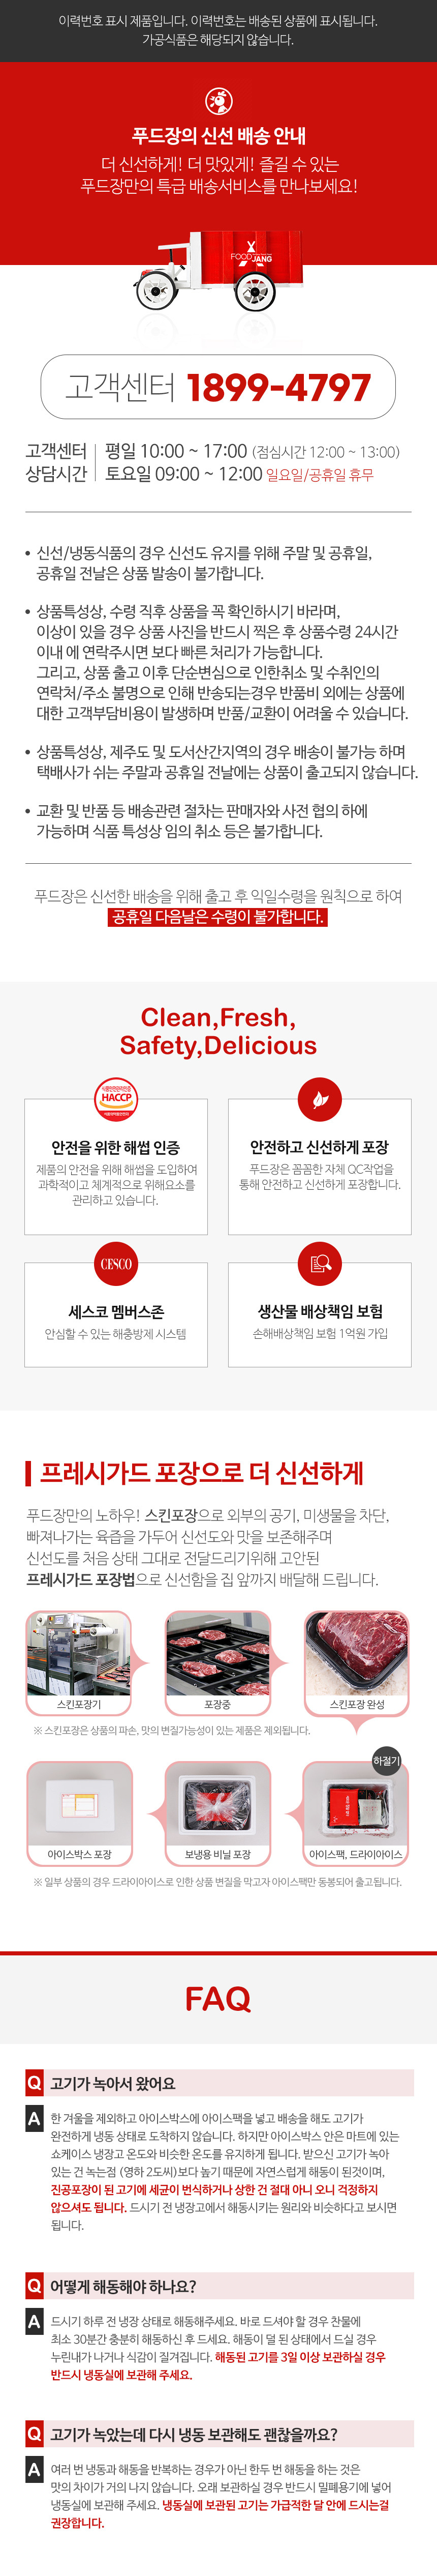 이력번호 표시 제품입니다. 이력번호는 배송된 상품에 표시됩니다.
가공식품은 해당되지 않습니다.
푸드장의 신선 배송 안내
더 신선하게! 더 맛있게! 즐길 수 있는
푸드장만의 특급 배송서비스를 만나보세요!
FOOD JANG
고객센터 1899-4797
고객센터 평일 10:00 ~ 17:00 (점심시간 12:00 ~ 13:00)
상담시간 토요일 09:00 ~ 12:00 일요일/공휴일 휴무
• 신선/냉동식품의 경우 신선도 유지를 위해 주말 및 공휴일,
공휴일 전날은 상품 발송이 불가합니다.
• 상품특성상, 수령 직후 상품을 꼭 확인하시기 바라며,
이상이 있을 경우 상품 사진을 반드시 찍은 후 상품수령 24시간
이내 에 연락주시면 보다 빠른 처리가 가능합니다.
그리고, 상품 출고 이후 단순변심으로 인한취소 및 수취인의
연락처/주소 불명으로 인해 반송되는경우 반품비 외에는 상품에
대한 고객부담비용이 발생하며 반품/교환이 어려울 수 있습니다.
• 상품특성상, 제주도 및 도서산간지역의 경우 배송이 불가능 하며
택배사가 쉬는 주말과 공휴일 전날에는 상품이 출고되지 않습니다.
• 교환 및 반품 등 배송관련 절차는 판매자와 사전 협의 하에
가능하며 식품 특성상 임의 취소 등은 불가합니다.
푸드장은 신선한 배송을 위해 출고 후 익일수령을 원칙으로 하여
공휴일 다음날은 수령이 불가합니다.
Clean,Fresh,
Safety,Delicious
HACCP
안전을 위한 해썹 인증
제품의 안전을 위해 해썹을 도입하여
과학적이고 체계적으로 위해요소를
관리하고 있습니다.
안전하고 신선하게 포장
푸드장은 꼼꼼한 자체 QC작업을
통해 안전하고 신선하게 포장합니다.
CESCO
세스코 멤버스존
안심할 수 있는 해충방제 시스템
생산물 배상책임 보험
손해배상책임 보험 1억원 가입
프레시가드 포장으로 더 신선하게
푸드장만의 노하우! 스킨포장으로 외부의 공기, 미생물을 차단,
빠져나가는 육즙을 가두어 신선도와 맛을 보존해주며
신선도를 처음 상태 그대로 전달드리기위해 고안된
프레시가드 포장법으로 신선함을 집 앞까지 배달해 드립니다.
스킨포장기
포장중
스킨포장 완성
※ 스킨포장은 상품의 파손, 맛의 변질가능성이 있는 제품은 제외됩니다.
하절기
아이스박스 포장
보냉용 비닐 포장
아이스팩, 드라이아이스
※ 일부 상품의 경우 드라이아이스로 인한 상품 변질을 막고자 아이스팩만 동봉되어 출고됩니다.
FAQ
Q 고기가 녹아서 왔어요
A 한 겨울을 제외하고 아이스박스에 아이스팩을 넣고 배송을 해도 고기가
완전하게 냉동 상태로 도착하지 않습니다. 하지만 아이스박스 안은 마트에 있는
쇼케이스 냉장고 온도와 비슷한 온도를 유지하게 됩니다. 받으신 고기가 녹아
있는 건 녹는점 (영하 2도씨)보다 높기 때문에 자연스럽게 해동이 된것이며,
진공포장이 된 고기에 세균이 번식하거나 상한 건 절대 아니 오니 걱정하지
않으셔도 됩니다. 드시기 전 냉장고에서 해동시키는 원리와 비슷하다고 보시면
됩니다.
Q 어떻게 해동해야 하나요?
A 드시기 하루 전 냉장 상태로 해동해주세요. 바로 드셔야 할 경우 찬물에
최소 30분간 충분히 해동하신 후 드세요. 해동이 덜 된 상태에서 드실 경우
누린내가 나거나 식감이 질겨집니다. 해동된 고기를 3일 이상 보관하실 경우
반드시 냉동실에 보관해 주세요.
Q 고기가 녹았는데 다시 냉동 보관해도 괜찮을까요?
A 여러 번 냉동과 해동을 반복하는 경우가 아닌 한두 번 해동을 하는 것은
맛의 차이가 거의 나지 않습니다. 오래 보관하실 경우 반드시 밀폐용기에 넣어
냉동실에 보관해 주세요. 냉동실에 보관된 고기는 가급적한 달 안에 드시는걸
권장합니다.